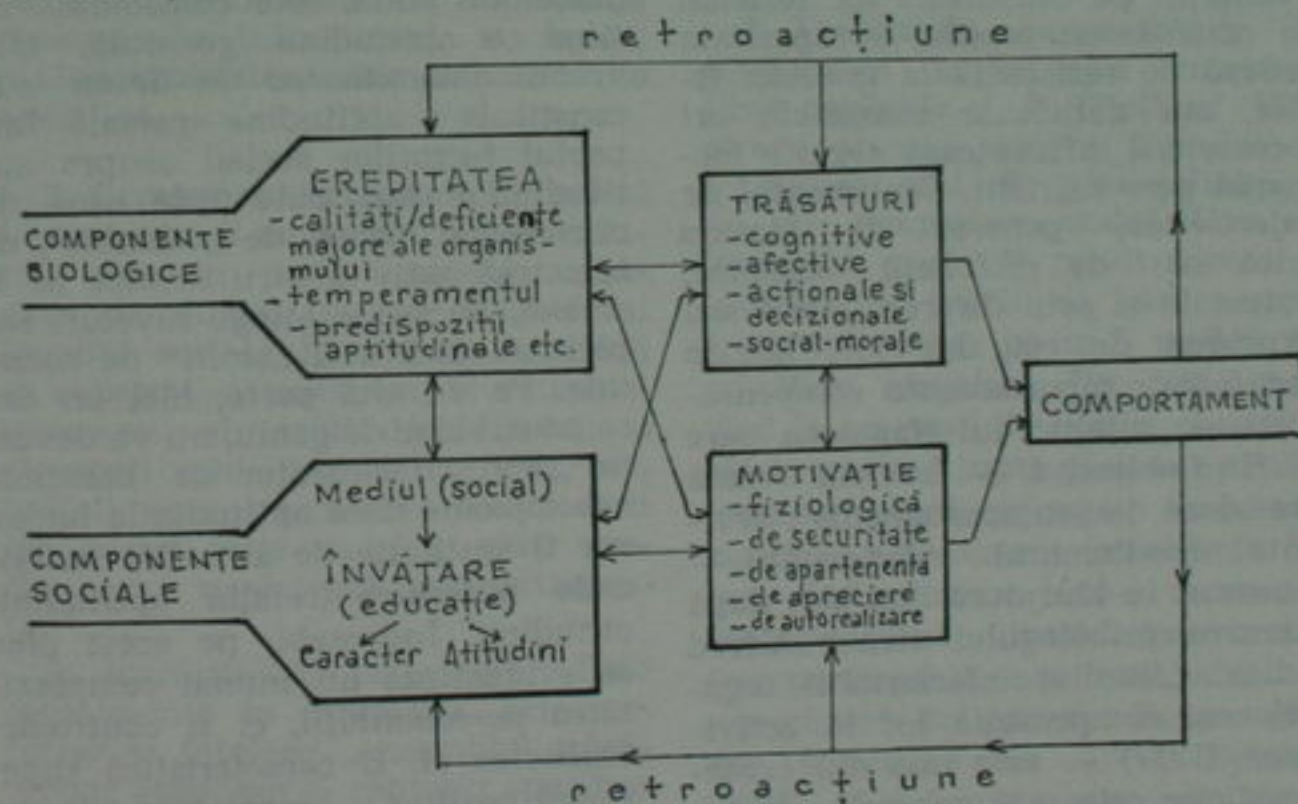 retroacțiune
EREDITATEA
-calități/deficiențe
majore ale organis-
mului
-temperamentul
-predispoziții
aptitudinale etc.
COMPONENTE
BIOLOGICE
TRĂSĂTURI
-cognitive
-afective
-acționale si
decizionale
-social-morale
COMPORTAMENT
Mediul (social)
ÎNVĂȚARE
(educație)
Caracter Atitudini
COMPONENTE
SOCIALE
MOTIVAȚIE
-fiziologică
-de securitate
-de apartenență
-de apreciere
-de autorealizare
retroacțiune